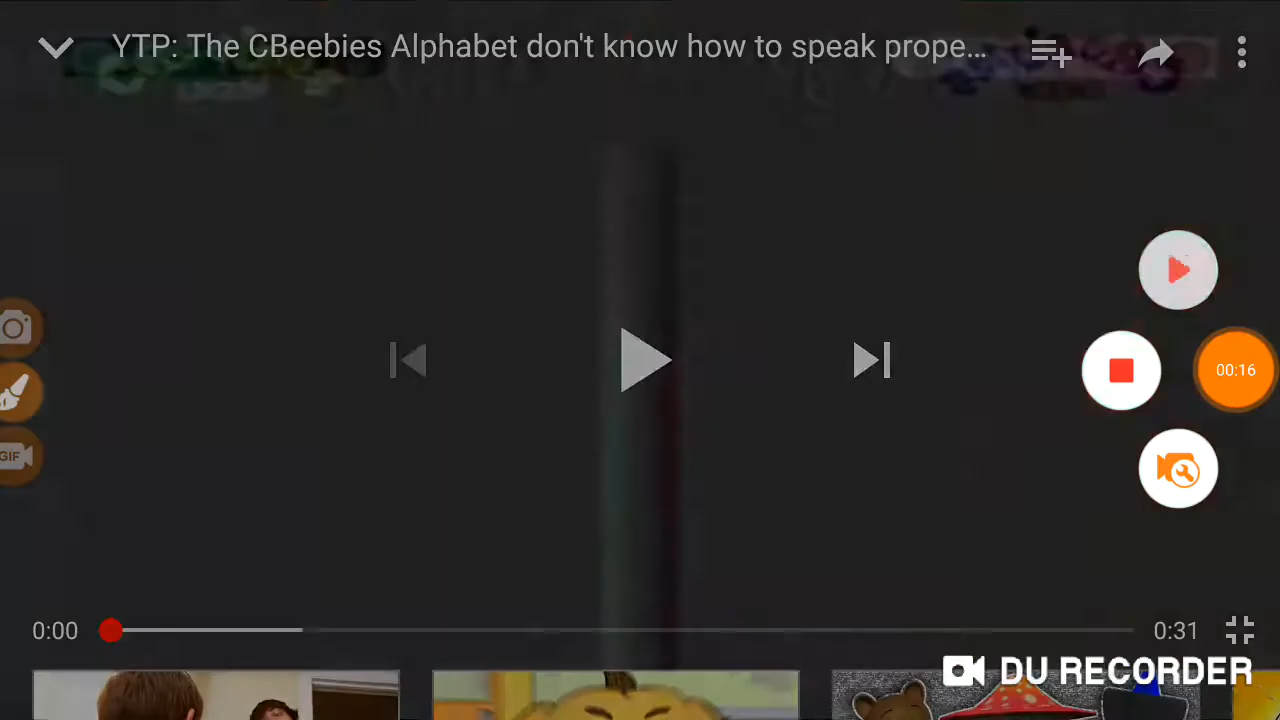 YTP: The CBeebies Alphabet don't know how to speak prope...
00:16
GIF
0:00
0:31
DU RECORDER